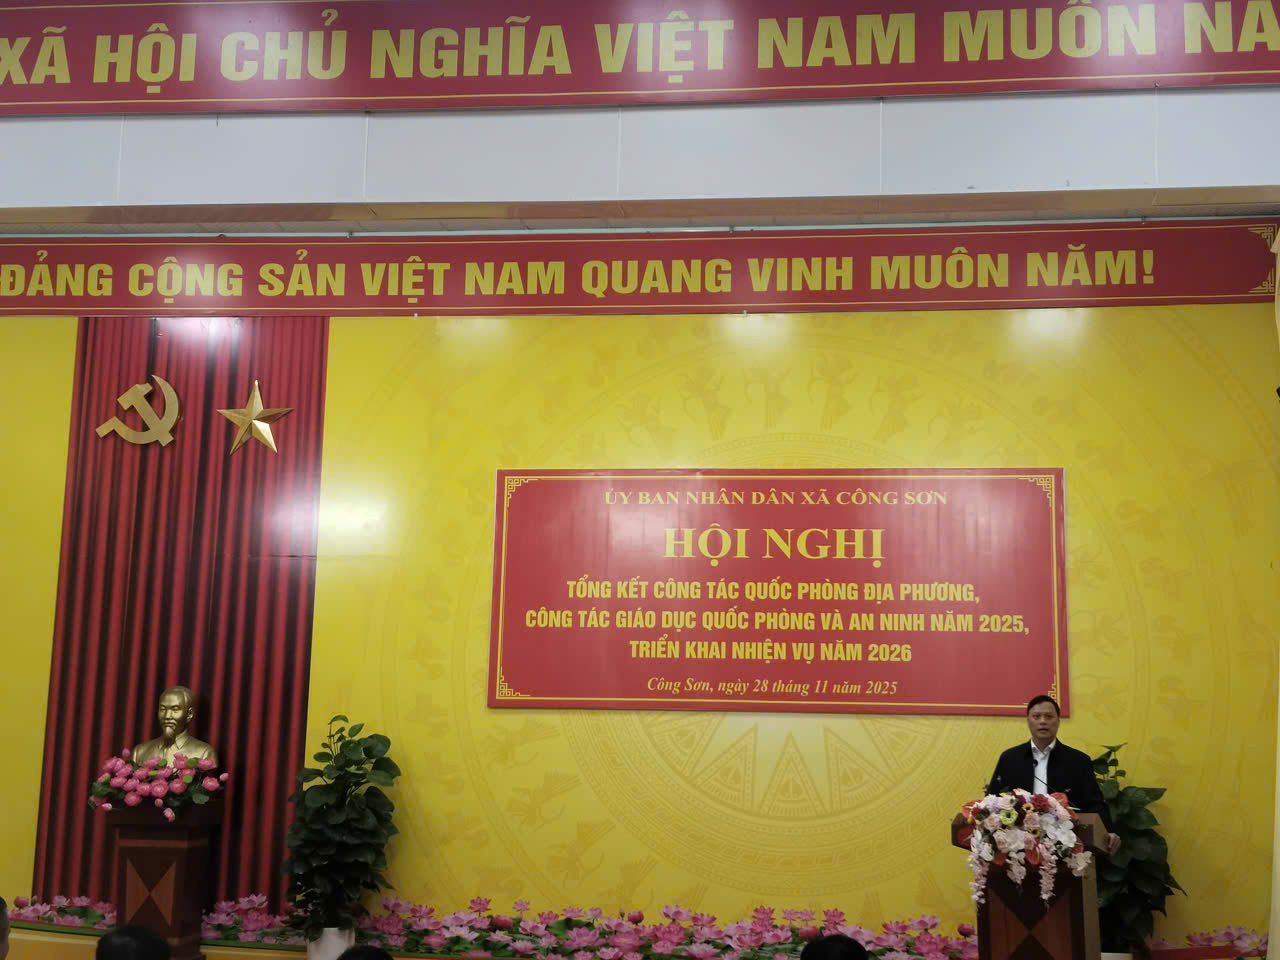 XÃ HỘI CHỦ NGHĨA VIỆT NAM MUÔN NĂ
ĐẢNG CỘNG SẢN VIỆT NAM QUANG VINH MUÔN NĂM!
ỦY BAN NHÂN DÂN XÃ CÔNG SƠN
HỘI NGHỊ
TỔNG KẾT CÔNG TÁC QUỐC PHÒNG ĐỊA PHƯƠNG,
CÔNG TÁC GIÁO DỤC QUỐC PHÒNG VÀ AN NINH NĂM 2025,
TRIỂN KHAI NHIỆM VỤ NĂM 2026
Công Sơn, ngày 28 tháng 11 năm 2025